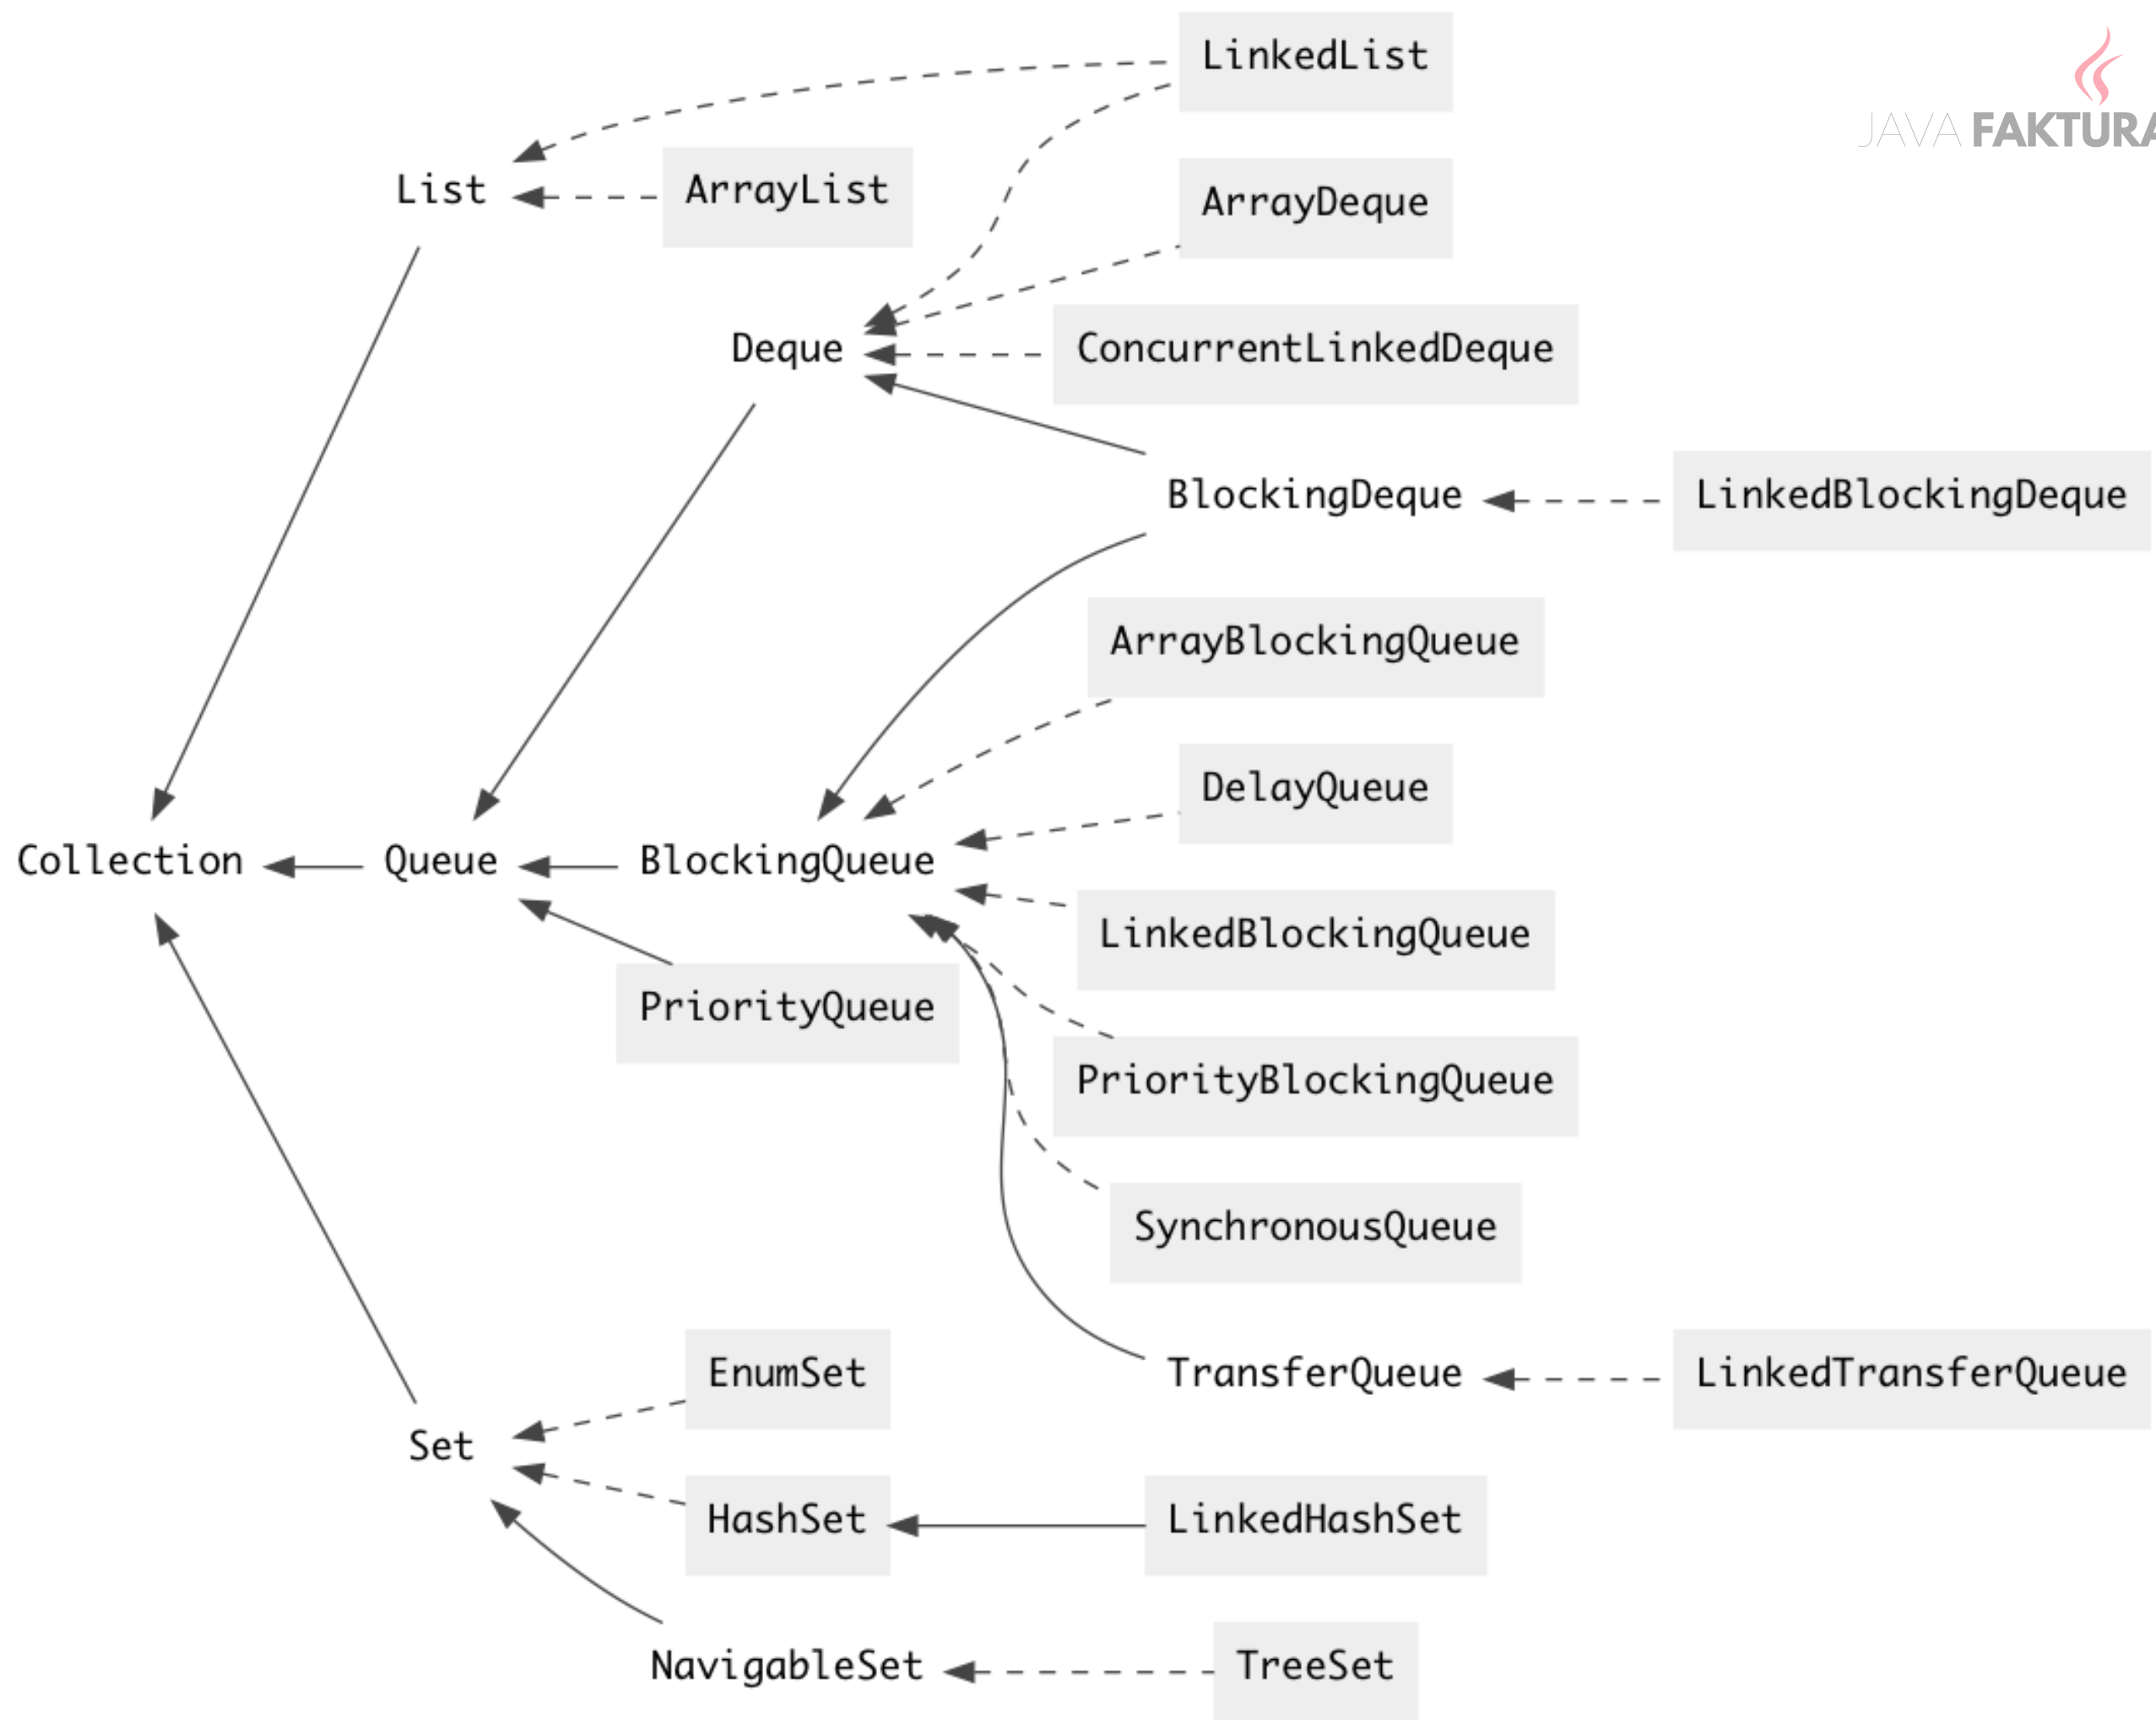 LinkedList
JAVA FAKTURA
List
ArrayList
ArrayDeque
Deque
ConcurrentLinkedDeque
BlockingDeque
LinkedBlockingDeque
ArrayBlockingQueue
DelayQueue
Collection
Queue
BlockingQueue
LinkedBlockingQueue
PriorityQueue
PriorityBlockingQueue
SynchronousQueue
EnumSet
TransferQueue
LinkedTransferQueue
Set
HashSet
LinkedHashSet
NavigableSet
TreeSet